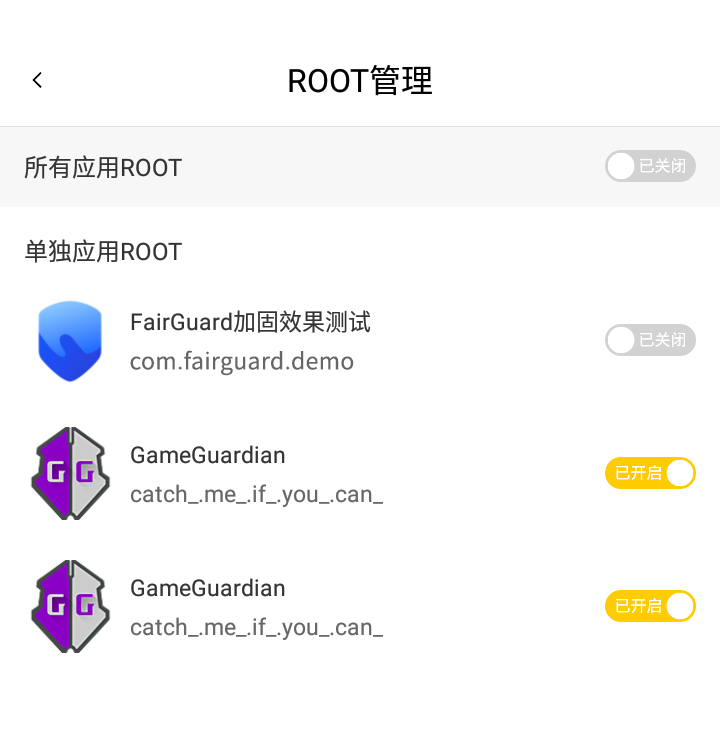 ROOT管理
所有应用ROOT
已关闭
单独应用ROOT
FairGuard加固效果测试
com.fairguard.demo
已关闭
GG
GameGuardian
catch_.me_.if_.you_.can_
已开启
GG
GameGuardian
catch_.me_.if_.you_.can_
已开启